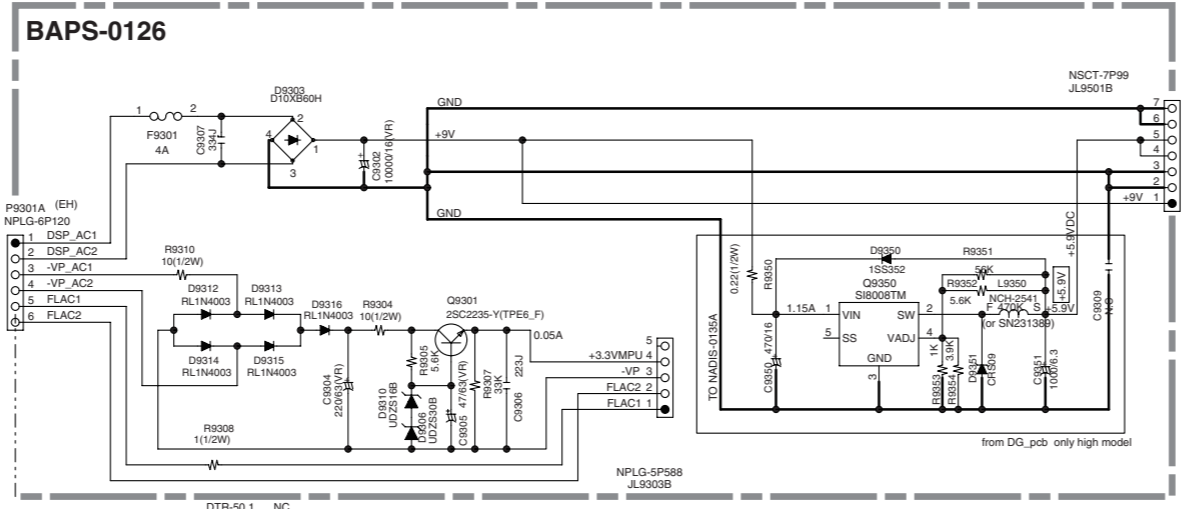 BAPS-0126
D9303
D10XB60H
NSCT-7P99
JL9501B
1
2
F9301
4A
C9307
334J
2
4
1
3
GND
+9V
C9302
10000/16(VR)
GND
7
6
5
4
3
2
1
+9V
+5.9VDC
P9301A (EH)
NPLG-6P120
1 DSP_AC1
2 DSP_AC2
3 -VP_AC1
4 -VP_AC2
5 FLAC1
6 FLAC2
R9310
10(1/2W)
D9312
RL1N4003
D9313
RL1N4003
D9314
RL1N4003
D9315
RL1N4003
D9316
RL1N4003
R9304
10(1/2W)
Q9301
2SC2235-Y(TPE6_F)
0.05A
C9304
220/63(VR)
R9305
5.6K
D9310
UDZS16B
D9306
UDZS30B
C9305
47/63(VR)
R9307
33K
C9306
223J
R9308
1(1/2W)
5
+3.3VMPU 4
-VP 3
FLAC2 2
FLAC1 1
NPLG-5P588
JL9303B
TO NADIS-0135A
0.22(1/2W)
R9350
D9350
1SS352
R9351
56K
Q9350
SI8008TM
R9352
5.6K
L9350
NCH-2541
F 470K S
(or SN231389)
+5.9V
+5.9V
1.15A
1 VIN
SW 2
5 SS
VADJ 4
GND
3
C9350
470/16
1K
R9353
3.9K
R9354
D9351
CRS09
C9351
1000/6.3
C9309
N.O
from DG_pcb only high model
DTR-50.1 NC